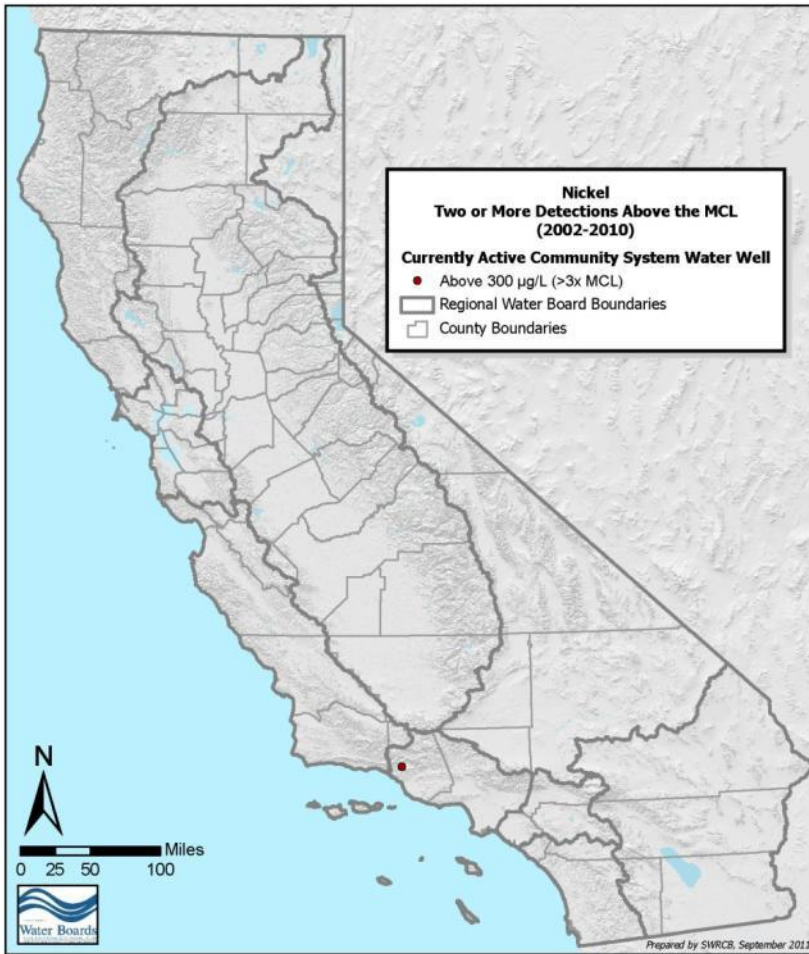 Nickel
Two or More Detections Above the MCL
(2002-2010)
Currently Active Community System Water Well
Above 300 µg/L (>3x MCL)
Regional Water Board Boundaries
County Boundaries
N
Miles
0 25 50 100
Water Boards
Prepared by SWRCB, September 2011